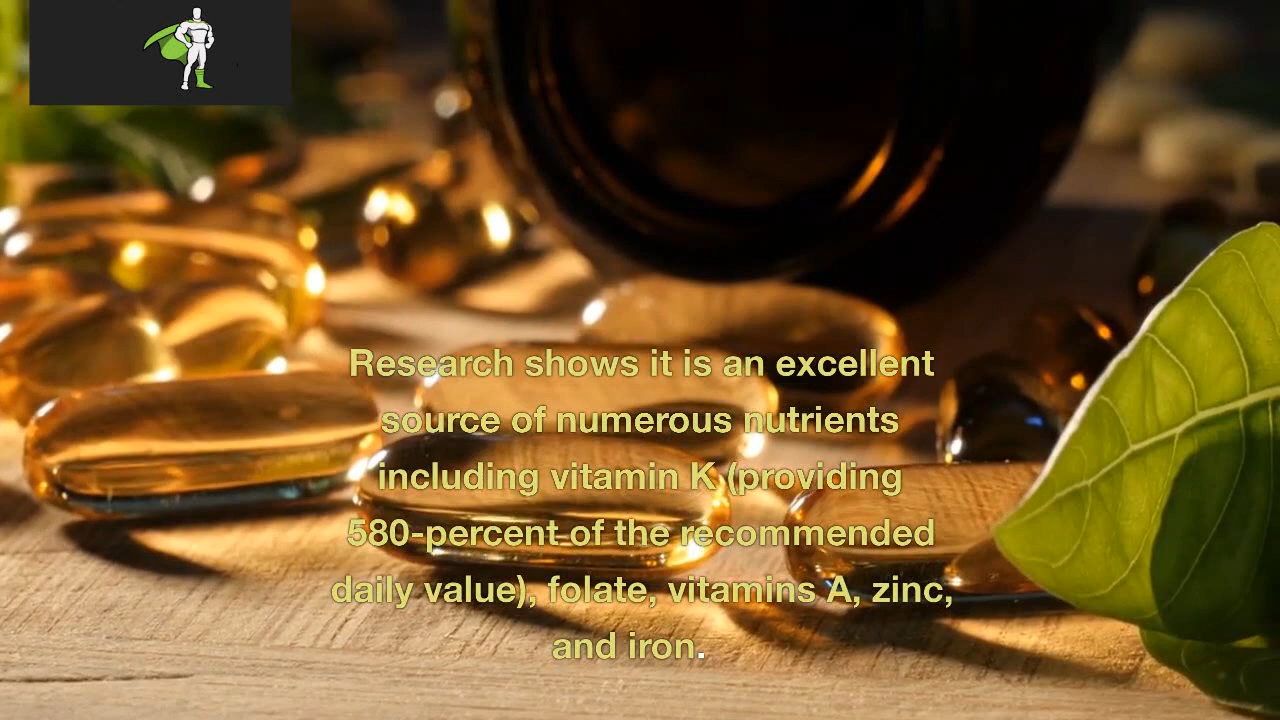 Research shows it is an excellent
source of numerous nutrients
including vitamin K (providing
580-percent of the recommended
daily value), folate, vitamins A, zinc,
and iron.